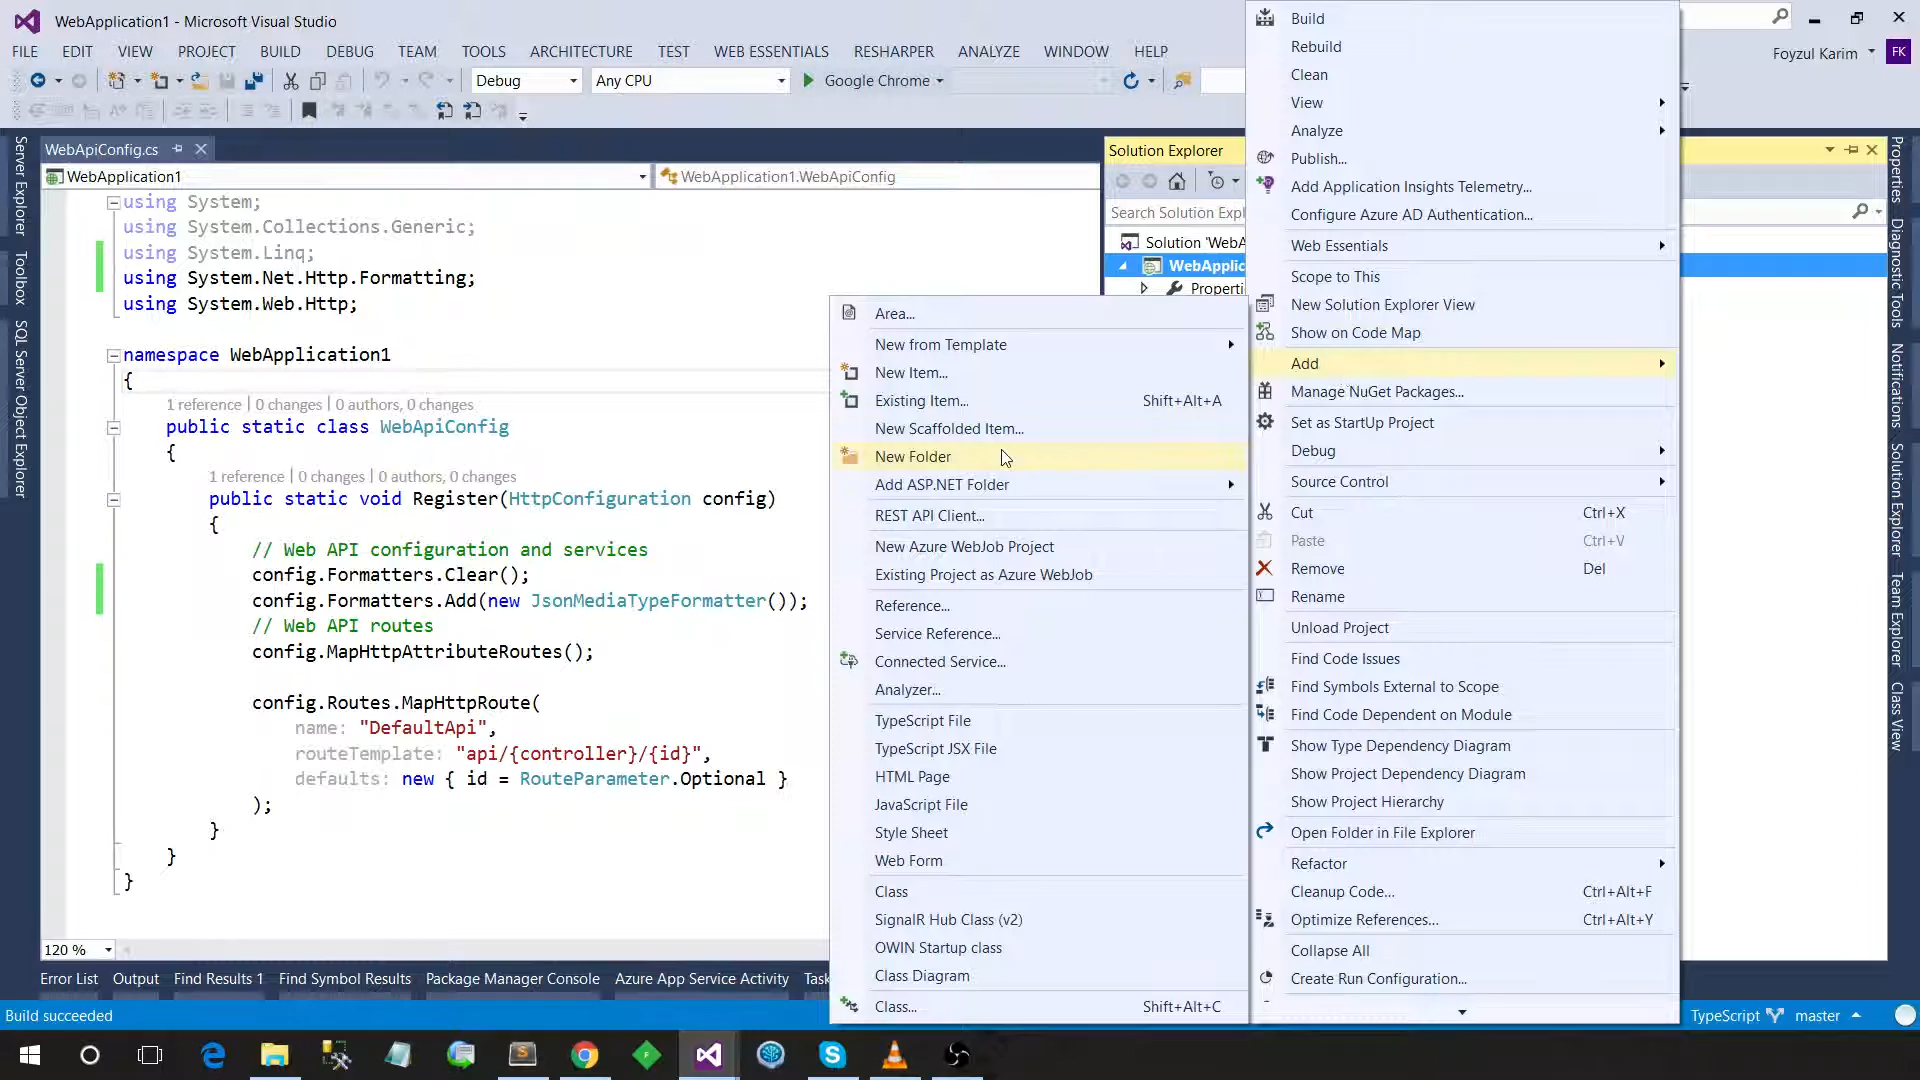 WebApplication1 - Microsoft Visual Studio
FILE EDIT VIEW PROJECT BUILD DEBUG TEAM TOOLS ARCHITECTURE TEST WEB ESSENTIALS RESHARPER ANALYZE WINDOW HELP
Foyzul Karim FK
Debug Any CPU Google Chrome
WebApiConfig.cs
WebApplication1 WebApplication1.WebApiConfig
using System;
using System.Collections.Generic;
using System.Linq;
using System.Net.Http.Formatting;
using System.Web.Http;
namespace WebApplication1
{
1 reference | 0 changes | 0 authors, 0 changes
public static class WebApiConfig
{
1 reference | 0 changes | 0 authors, 0 changes
public static void Register(HttpConfiguration config)
{
// Web API configuration and services
config.Formatters.Clear();
config.Formatters.Add(new JsonMediaTypeFormatter());
// Web API routes
config.MapHttpAttributeRoutes();
config.Routes.MapHttpRoute(
name: "DefaultApi",
routeTemplate: "api/{controller}/{id}",
defaults: new { id = RouteParameter.Optional }
);
}
}
}
120 %
Server Explorer
Toolbox
SQL Server Object Explorer
Solution Explorer
Search Solution Expl
Solution 'WebA
WebApplic
Properti
Area...
New from Template
New Item...
Existing Item... Shift+Alt+A
New Scaffolded Item...
New Folder
Add ASP.NET Folder
REST API Client...
New Azure WebJob Project
Existing Project as Azure WebJob
Reference...
Service Reference...
Connected Service...
Analyzer...
TypeScript File
TypeScript JSX File
HTML Page
JavaScript File
Style Sheet
Web Form
Class
SignalR Hub Class (v2)
OWIN Startup class
Class Diagram
Class... Shift+Alt+C
Build
Rebuild
Clean
View
Analyze
Publish...
Add Application Insights Telemetry...
Configure Azure AD Authentication...
Web Essentials
Scope to This
New Solution Explorer View
Show on Code Map
Add
Manage NuGet Packages...
Set as StartUp Project
Debug
Source Control
Cut Ctrl+X
Paste Ctrl+V
Remove Del
Rename
Unload Project
Find Code Issues
Find Symbols External to Scope
Find Code Dependent on Module
Show Type Dependency Diagram
Show Project Dependency Diagram
Show Project Hierarchy
Open Folder in File Explorer
Refactor
Cleanup Code... Ctrl+Alt+F
Optimize References... Ctrl+Alt+Y
Collapse All
Create Run Configuration...
Properties
Diagnostic Tools
Notifications
Solution Explorer
Team Explorer
Class View
Error List Output Find Results 1 Find Symbol Results Package Manager Console Azure App Service Activity Task
Build succeeded TypeScript master